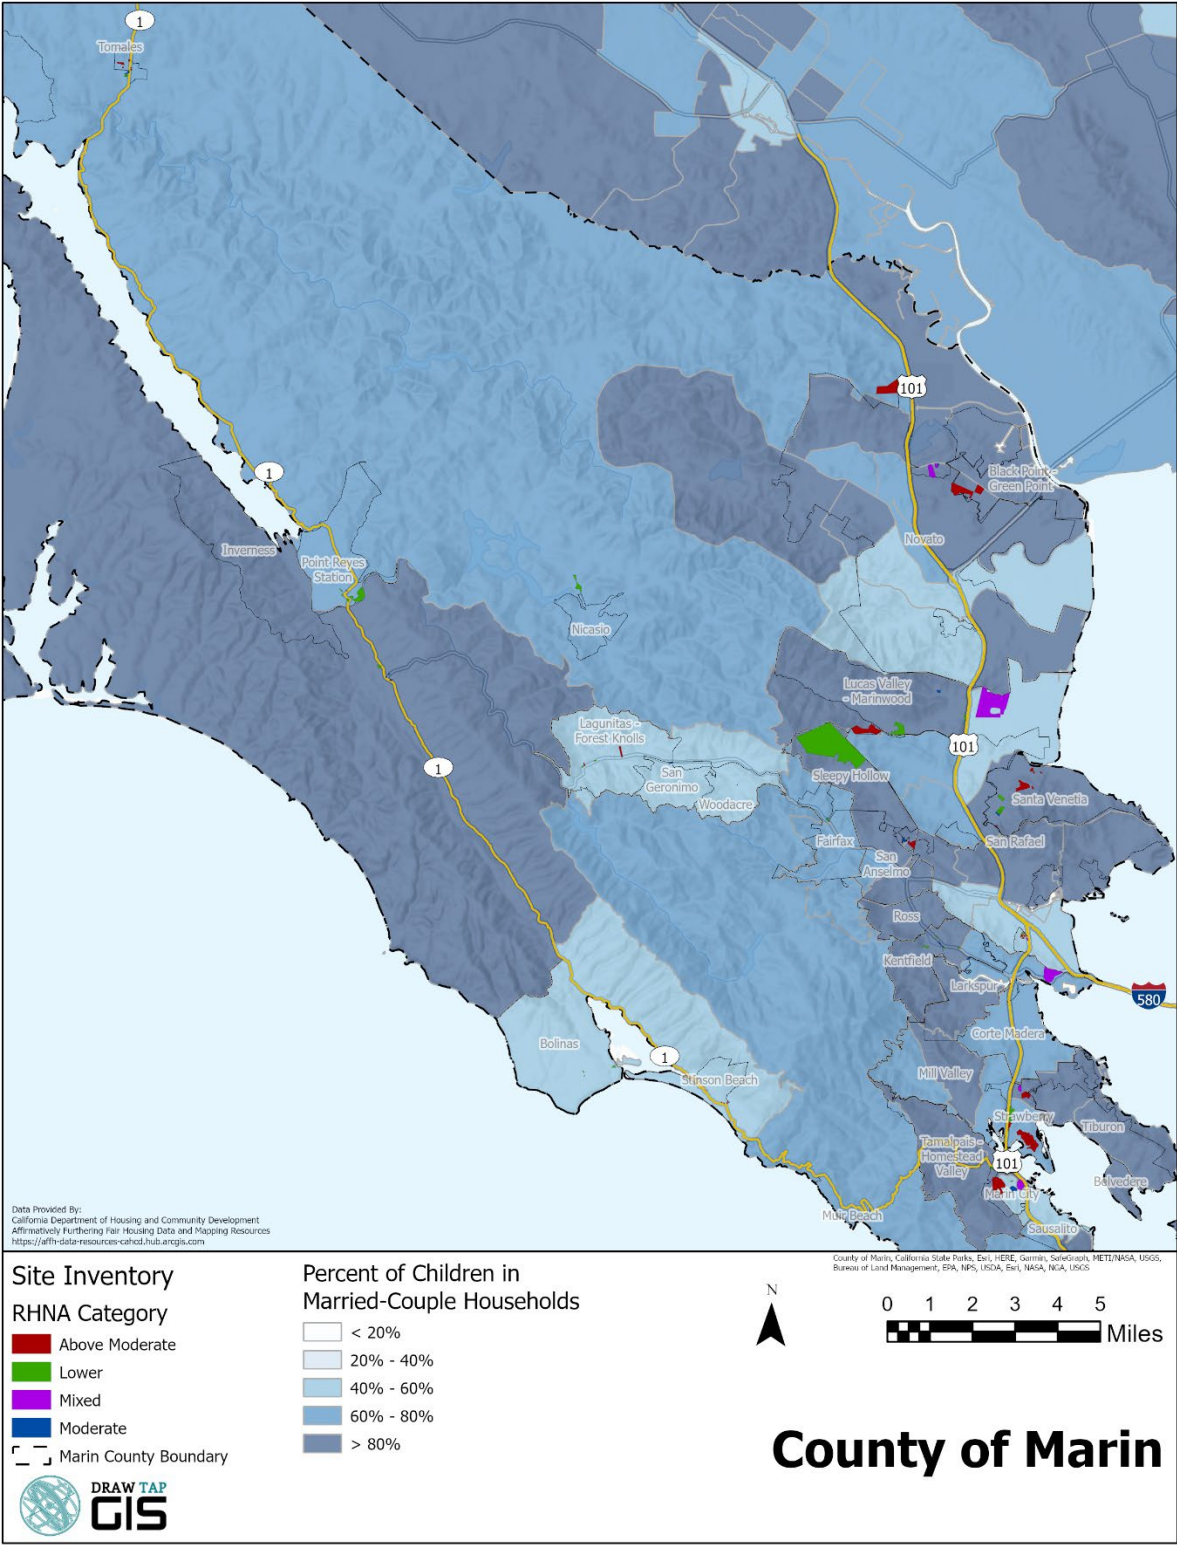 1
Tomales
101
Black Point -
Green Point
Novato
1
Inverness
Point Reyes
Station
Nicasio
Lucas Valley
- Marinwood
Lagunitas -
Forest Knolls
101
1
San
Geronimo
Sleepy Hollow
Woodacre
Santa Venetia
Fairfax
San Rafael
San
Anselmo
Ross
Kentfield
Larkspur
580
Corte Madera
Bolinas
1
Stinson Beach
Mill Valley
Strawberry
Tiburon
Tamalpais -
Homestead
Valley
101
Belvedere
Marin City
Muir Beach
Sausalito
Data Provided By:
California Department of Housing and Community Development
Affirmatively Furthering Fair Housing Data and Mapping Resources
https://affh-data-resources-cahcd.hub.arcgis.com
County of Marin, California State Parks, Esri, HERE, Garmin, SafeGraph, METI/NASA, USGS,
Bureau of Land Management, EPA, NPS, USDA, Esri, NASA, NGA, USGS
Site Inventory
RHNA Category
Above Moderate
Lower
Mixed
Moderate
Marin County Boundary
Percent of Children in
Married-Couple Households
< 20%
20% - 40%
40% - 60%
60% - 80%
> 80%
N
0 1 2 3 4 5
Miles
County of Marin
DRAW TAP
GIS